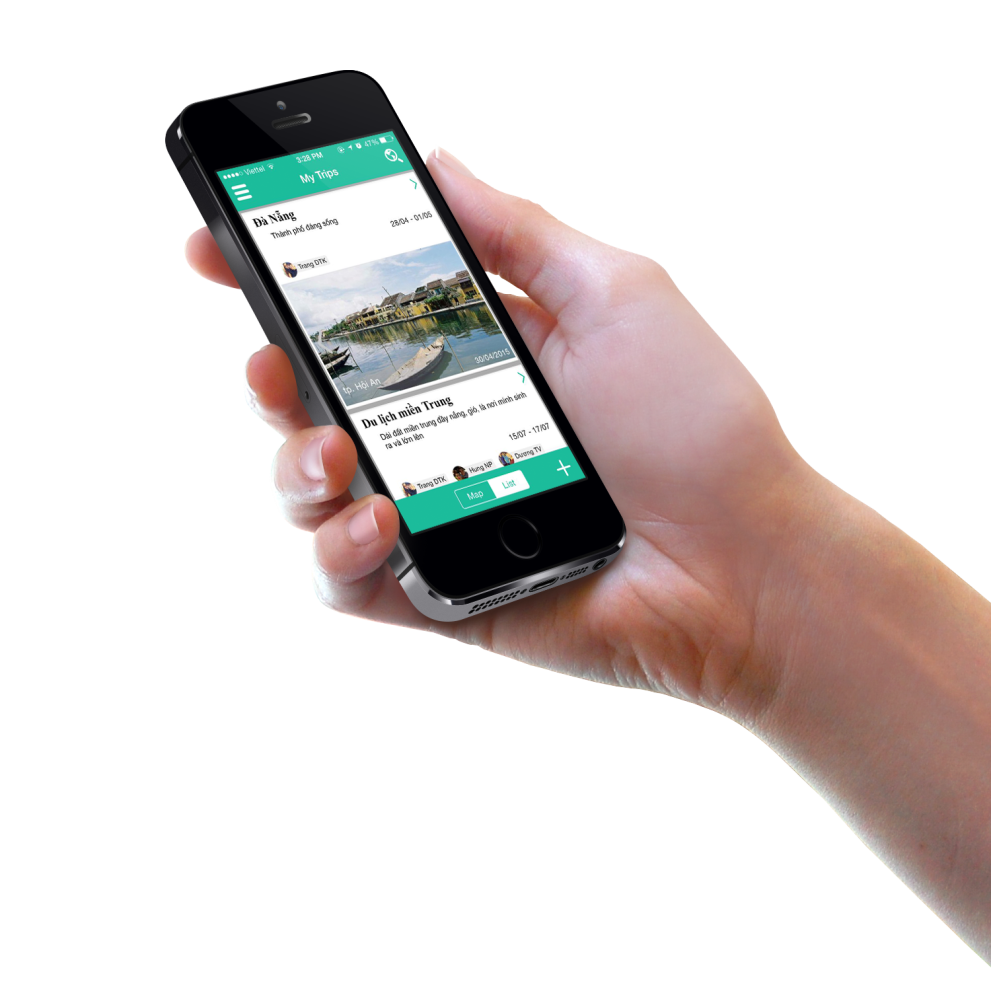 Viettel 3:28 PM 47%
My Trips
Đà Nẵng
Thành phố đáng sống
28/04 - 01/05
Trang DTK
tp. Hội An
30/04/2015
Du lịch miền Trung
Dải đất miền trung đầy nắng, gió, là nơi mình sinh
ra và lớn lên
15/07 - 17/07
Trang DTK Hung NP Dương TV
Map List